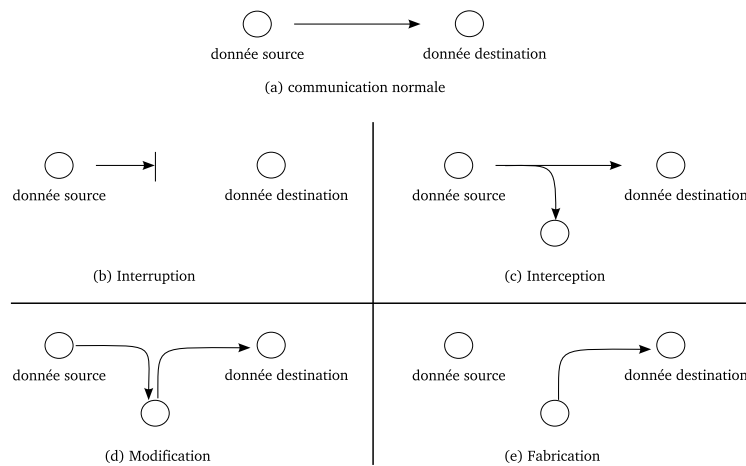 donnée source donnée destination
(a) communication normale
donnée source donnée destination
(b) Interruption
donnée source donnée destination
(c) Interception
donnée source donnée destination
(d) Modification
donnée source donnée destination
(e) Fabrication